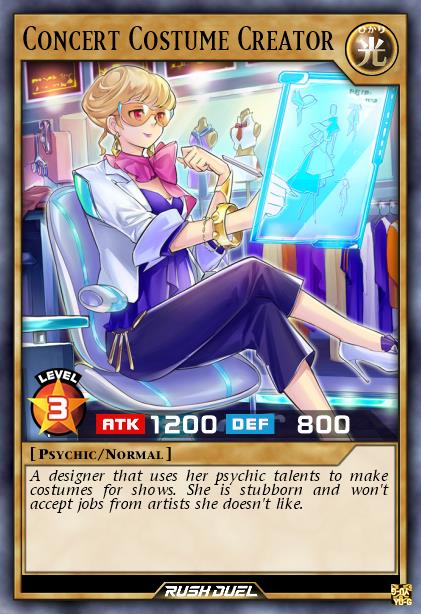 CONCERT COSTUME CREATOR
ひかり
光
LEVEL
3
ATK 1200 DEF 800
[PSYCHIC/NORMAL]
A designer that uses her psychic talents to make
costumes for shows. She is stubborn and won't
accept jobs from artists she doesn't like.
RUSH DUEL